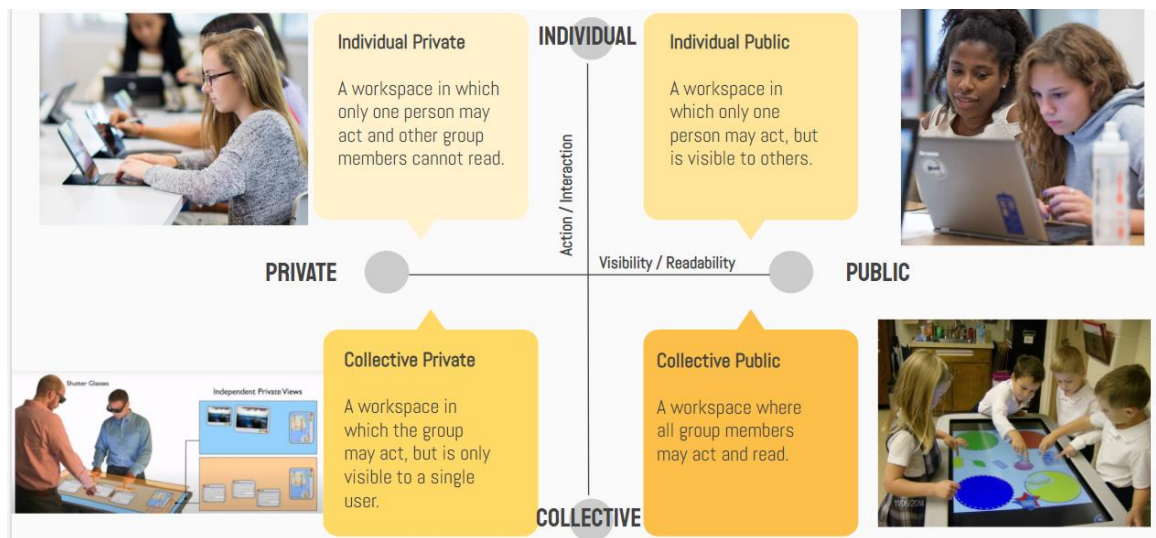 INDIVIDUAL
Individual Private
A workspace in which
only one person may
act and other group
members cannot read.
Individual Public
A workspace in
which only one
person may act, but
is visible to others.
Action / Interaction
Visibility / Readability
PRIVATE
PUBLIC
Collective Private
A workspace in
which the group
may act, but is only
visible to a single
user.
Collective Public
A workspace where
all group members
may act and read.
Shutter Glasses
Independent Private Views
COLLECTIVE